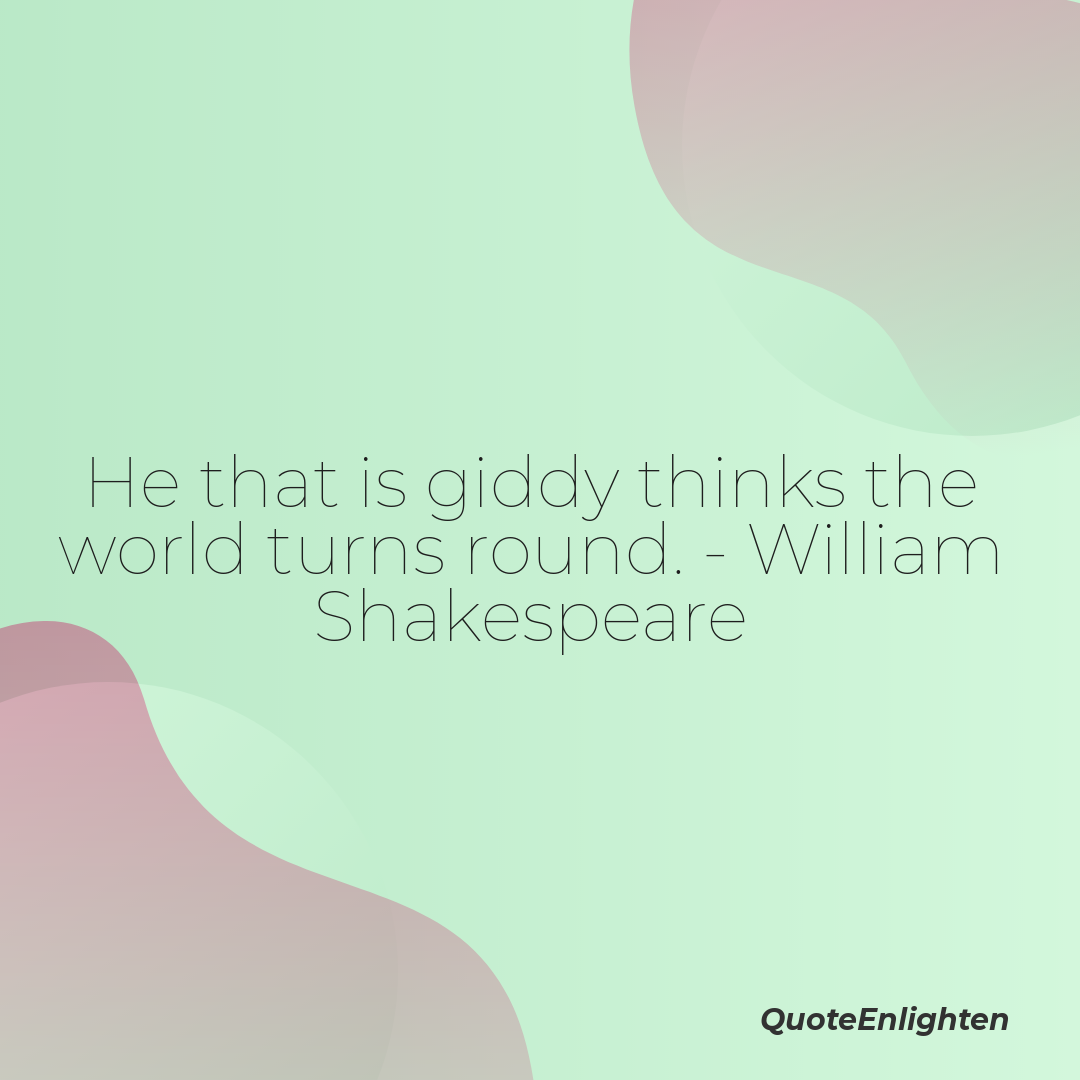 He that is giddy thinks the
world turns round. - William
Shakespeare
QuoteEnlighten